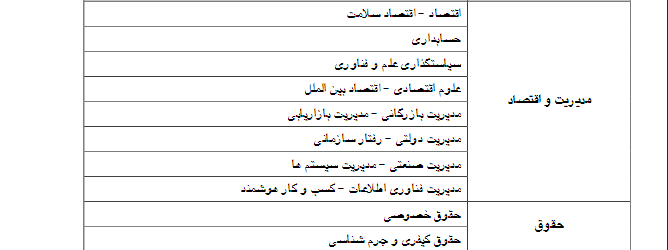 مدیریت و اقتصاد
اقتصاد - اقتصاد سلامت
حسابداری
سیاستگذاری علم و فناوری
علوم اقتصادی - اقتصاد بین الملل
مدیریت بازرگانی - مدیریت بازاریابی
مدیریت دولتی - رفتار سازمانی
مدیریت صنعتی - مدیریت سیستم ها
مدیریت فناوری اطلاعات - کسب و کار هوشمند
حقوق
حقوق خصوصی
حقوق کیفری و جرم شناسی